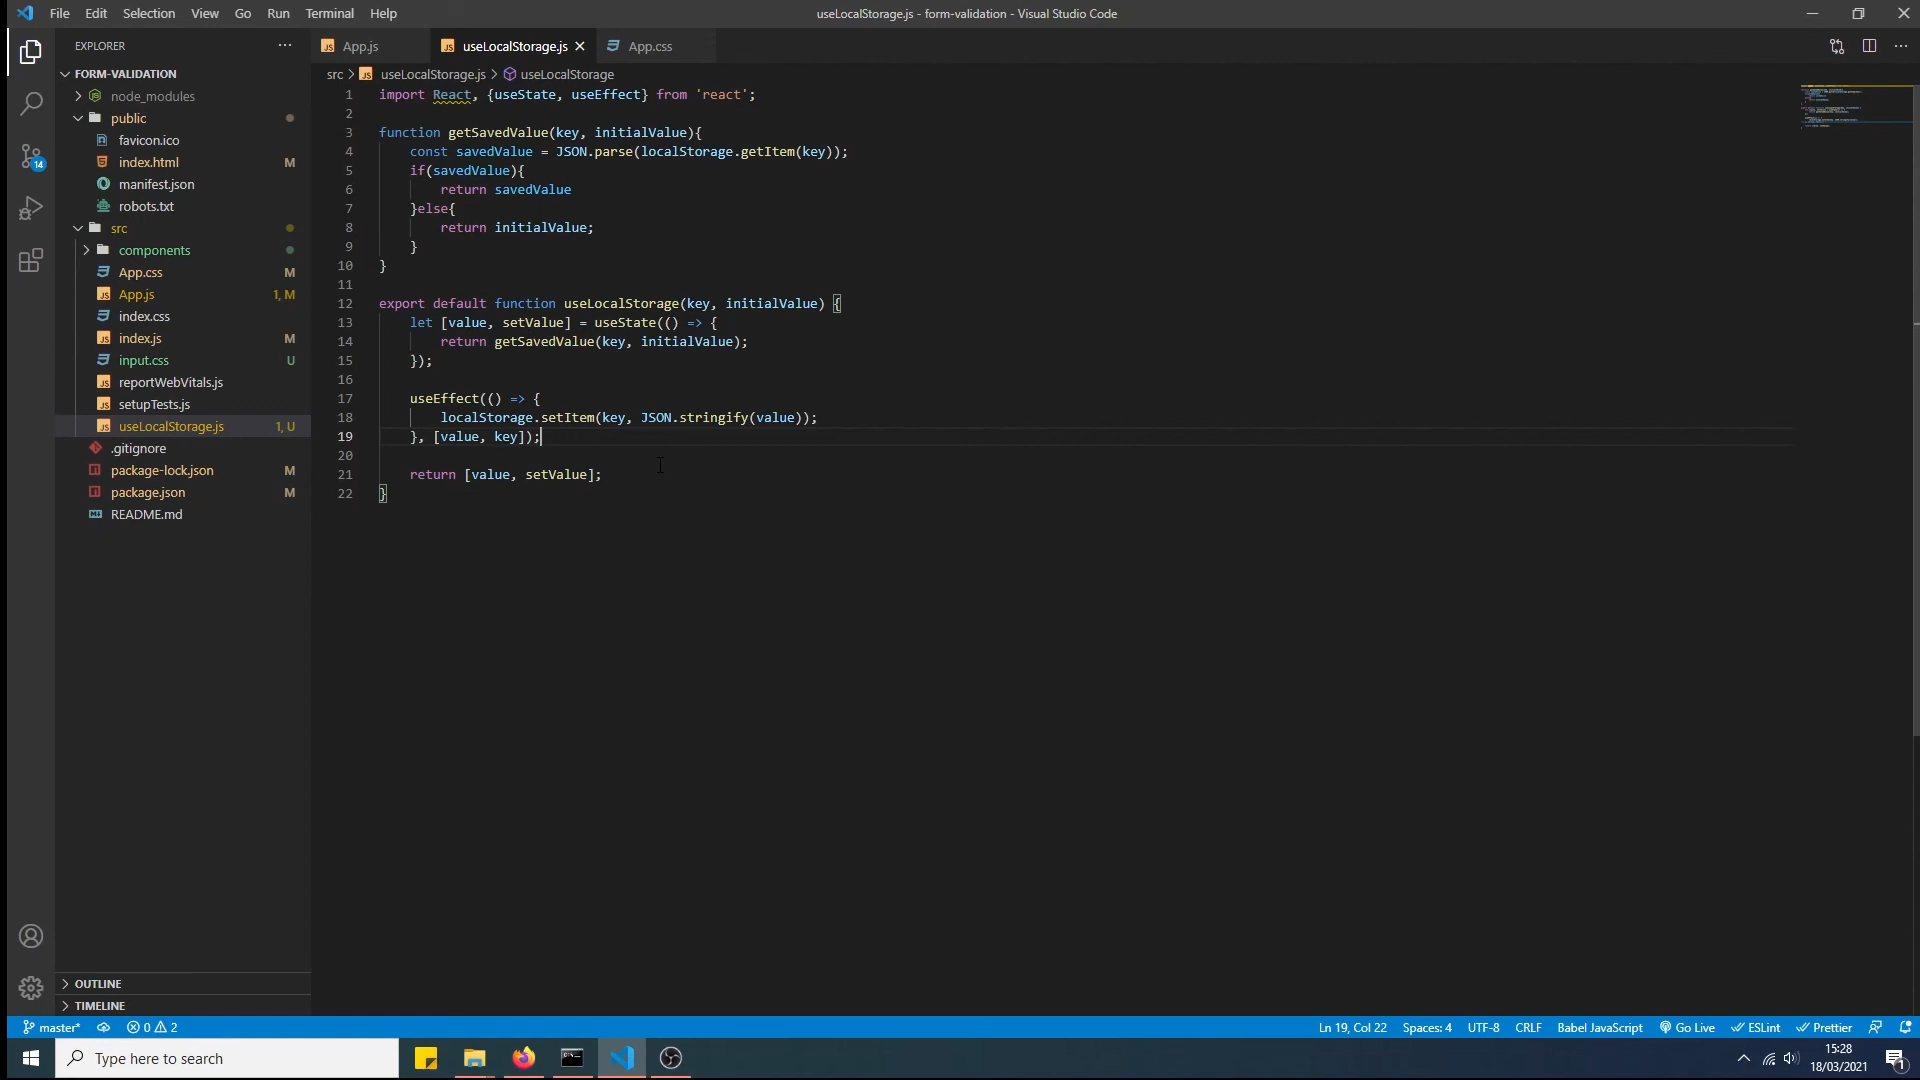 File Edit Selection View Go Run Terminal Help
useLocalStorage.js - form-validation - Visual Studio Code
EXPLORER
FORM-VALIDATION
node_modules
public
favicon.ico
index.html M
manifest.json
robots.txt
src
components
App.css M
App.js 1, M
index.css
index.js M
input.css U
reportWebVitals.js
setupTests.js
useLocalStorage.js 1, U
.gitignore
package-lock.json M
package.json M
README.md
OUTLINE
TIMELINE
14
App.js useLocalStorage.js App.css
src > useLocalStorage.js > useLocalStorage
1 import React, {useState, useEffect} from 'react';
2
3 function getSavedValue(key, initialValue){
4 const savedValue = JSON.parse(localStorage.getItem(key));
5 if(savedValue){
6 return savedValue
7 }else{
8 return initialValue;
9 }
10 }
11
12 export default function useLocalStorage(key, initialValue) {
13 let [value, setValue] = useState(() => {
14 return getSavedValue(key, initialValue);
15 });
16
17 useEffect(() => {
18 localStorage.setItem(key, JSON.stringify(value));
19 }, [value, key]);
20
21 return [value, setValue];
22 }
master* 0 2
Ln 19, Col 22 Spaces: 4 UTF-8 CRLF Babel JavaScript Go Live ESLint Prettier
Type here to search
15:28
18/03/2021
1